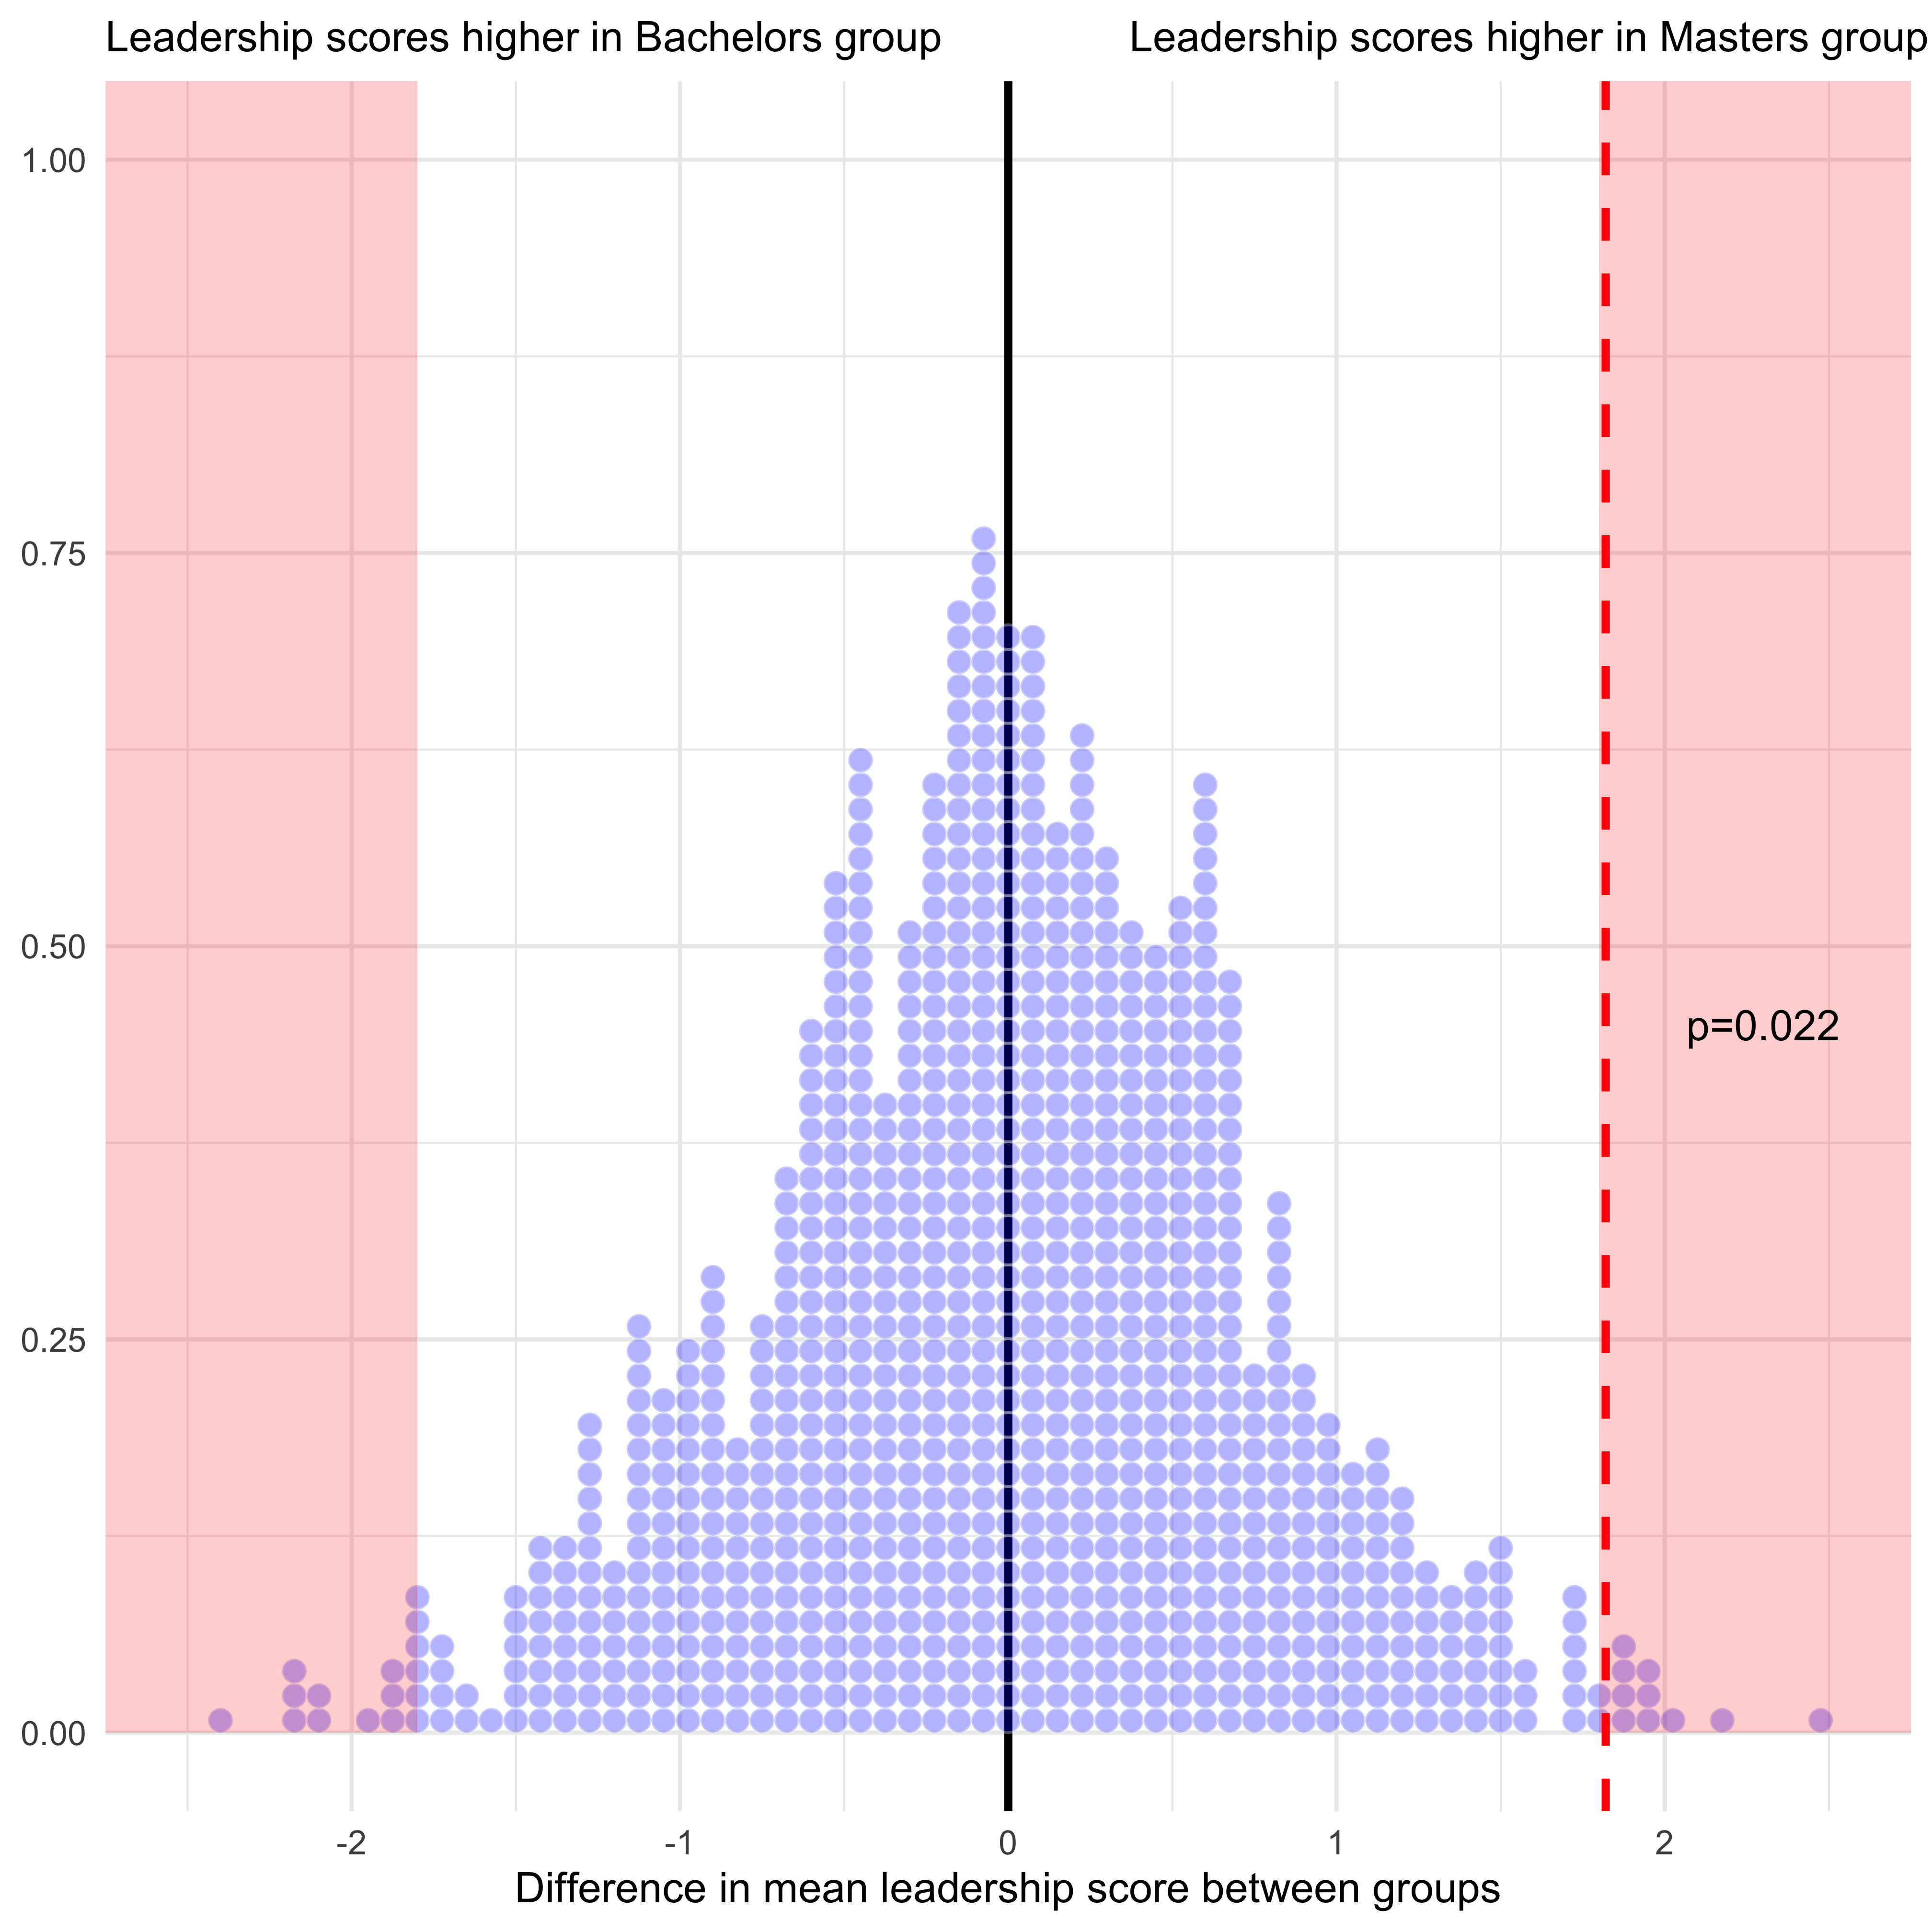 Leadership scores higher in Bachelors group
Leadership scores higher in Masters group
1.00
0.75
0.50
p=0.022
0.25
0.00
-2
-1
0
1
2
Difference in mean leadership score between groups